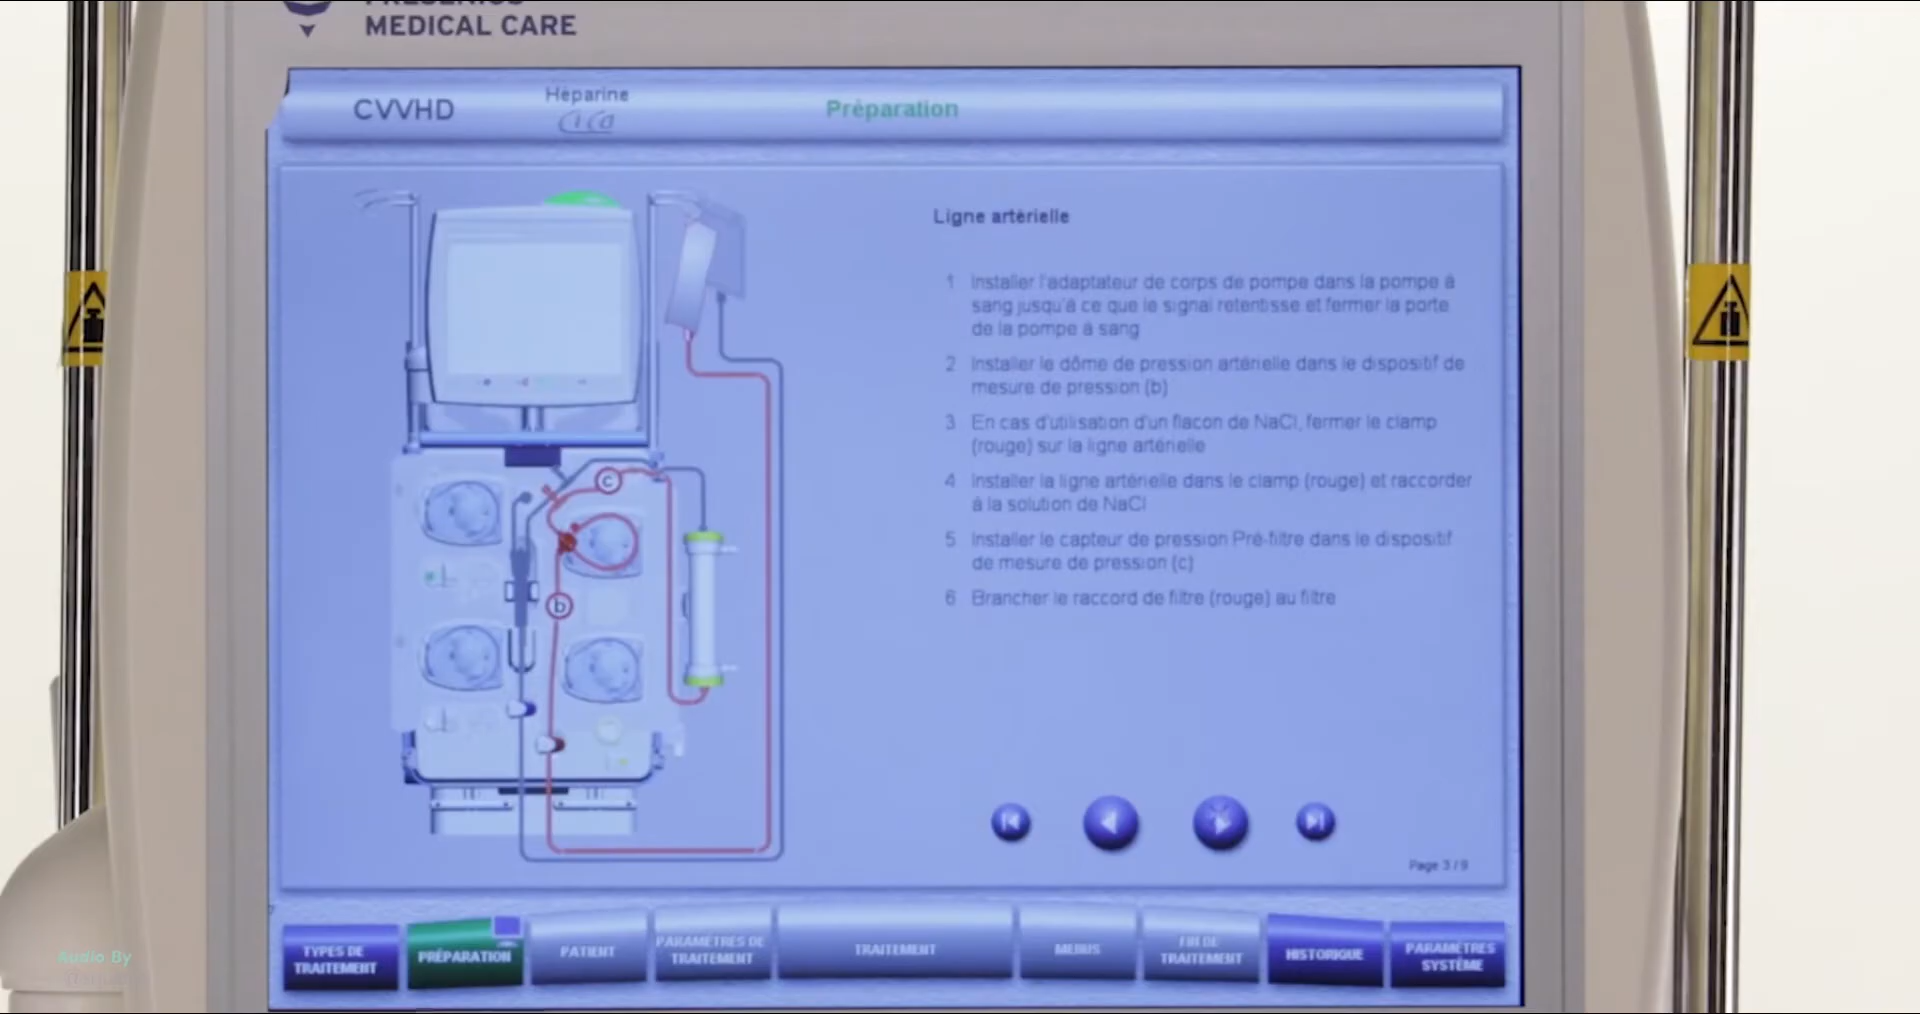 FRESENIUS
MEDICAL CARE
CVVHD
Héparine
CiCa
Préparation
Ligne artérielle
1 Installer l'adaptateur de corps de pompe dans la pompe à
sang jusqu'à ce que le signal retentisse et fermer la porte
de la pompe à sang
2 Installer le dôme de pression artérielle dans le dispositif de
mesure de pression (b)
3 En cas d'utilisation d'un flacon de NaCl, fermer le clamp
(rouge) sur la ligne artérielle
4 Installer la ligne artérielle dans le clamp (rouge) et raccorder
à la solution de NaCl
5 Installer le capteur de pression Pré-filtre dans le dispositif
de mesure de pression (c)
6 Brancher le raccord de filtre (rouge) au filtre
c
b
Page 3 / 9
TYPES DE
TRAITEMENT
PRÉPARATION
PATIENT
PARAMÈTRES DE
TRAITEMENT
TRAITEMENT
MENUS
FIN DE
TRAITEMENT
HISTORIQUE
PARAMÈTRES
SYSTÈME
Audio By